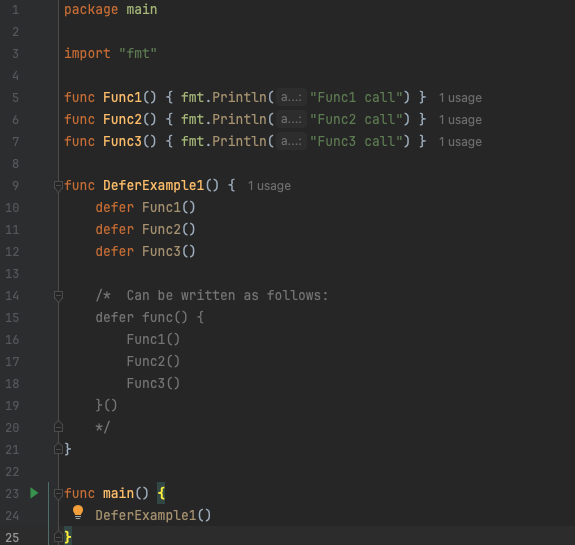 1 package main
2
3 import "fmt"
4
5 func Func1() { fmt.Println( a...: "Func1 call") } 1 usage
6 func Func2() { fmt.Println( a...: "Func2 call") } 1 usage
7 func Func3() { fmt.Println( a...: "Func3 call") } 1 usage
8
9 func DeferExample1() { 1 usage
10     defer Func1()
11     defer Func2()
12     defer Func3()
13
14     /*  Can be written as follows:
15     defer func() {
16         Func1()
17         Func2()
18         Func3()
19     }()
20     */
21 }
22
23 func main() {
24     DeferExample1()
25 }